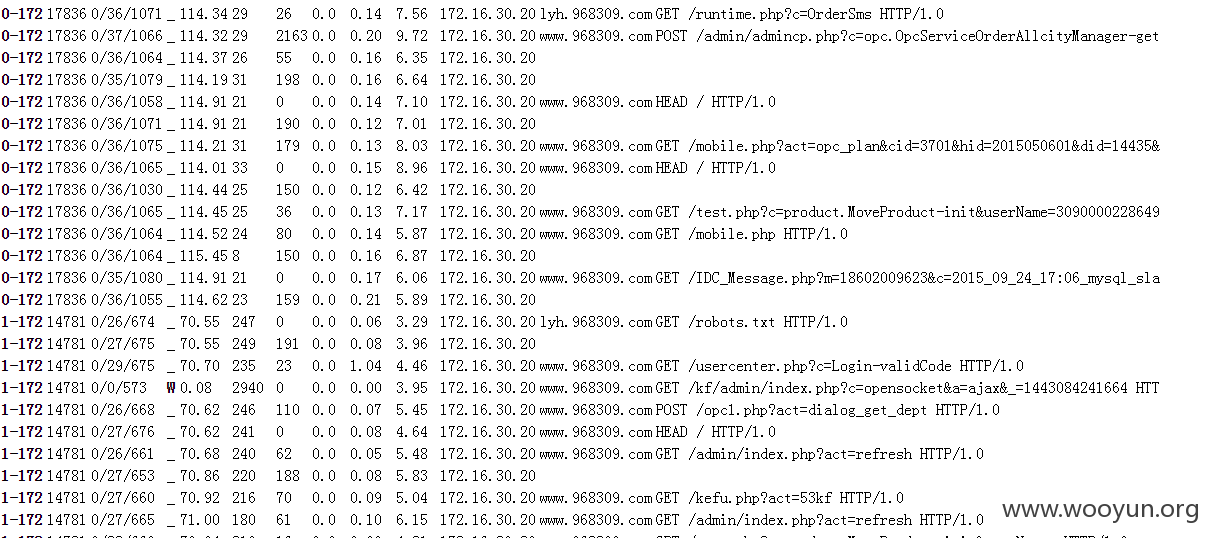 0-172 17836 0/36/1071 _ 114.34 29 26 0.0 0.14 7.56 172.16.30.20 lyh.968309.com GET /runtime.php?c=OrderSms HTTP/1.0
0-172 17836 0/37/1066 _ 114.32 29 2163 0.0 0.20 9.72 172.16.30.20 www.968309.com POST /admin/admincp.php?c=opc.OpcServiceOrderAllcityManager-get
0-172 17836 0/36/1064 _ 114.37 26 55 0.0 0.16 6.35 172.16.30.20
0-172 17836 0/35/1079 _ 114.19 31 198 0.0 0.16 6.64 172.16.30.20
0-172 17836 0/36/1058 _ 114.91 21 0 0.0 0.14 7.10 172.16.30.20 www.968309.com HEAD / HTTP/1.0
0-172 17836 0/36/1071 _ 114.91 21 190 0.0 0.12 7.01 172.16.30.20
0-172 17836 0/36/1075 _ 114.21 31 179 0.0 0.13 8.03 172.16.30.20 www.968309.com GET /mobile.php?act=opc_plan&cid=3701&hid=2015050601&did=14435&
0-172 17836 0/36/1065 _ 114.01 33 0 0.0 0.15 8.96 172.16.30.20 www.968309.com HEAD / HTTP/1.0
0-172 17836 0/36/1030 _ 114.44 25 150 0.0 0.12 6.42 172.16.30.20
0-172 17836 0/36/1065 _ 114.45 25 36 0.0 0.13 7.17 172.16.30.20 www.968309.com GET /test.php?c=product.MoveProduct-init&userName=3090000228649
0-172 17836 0/36/1064 _ 114.52 24 80 0.0 0.14 5.87 172.16.30.20 www.968309.com GET /mobile.php HTTP/1.0
0-172 17836 0/36/1064 _ 115.45 8 150 0.0 0.16 6.87 172.16.30.20
0-172 17836 0/35/1080 _ 114.91 21 0 0.0 0.17 6.06 172.16.30.20 www.968309.com GET /IDC_Message.php?m=18602009623&c=2015_09_24_17:06_mysql_sla
0-172 17836 0/36/1055 _ 114.62 23 159 0.0 0.21 5.89 172.16.30.20
1-172 14781 0/26/674 _ 70.55 247 0 0.0 0.06 3.29 172.16.30.20 lyh.968309.com GET /robots.txt HTTP/1.0
1-172 14781 0/27/675 _ 70.55 249 191 0.0 0.08 3.96 172.16.30.20
1-172 14781 0/29/675 _ 70.70 235 23 0.0 1.04 4.46 172.16.30.20 www.968309.com GET /usercenter.php?c=Login-validCode HTTP/1.0
1-172 14781 0/0/573 W 0.08 2940 0 0.0 0.00 3.95 172.16.30.20 www.968309.com GET /kf/admin/index.php?c=opensocket&a=ajax&_=1443084241664 HTT
1-172 14781 0/26/668 _ 70.62 246 110 0.0 0.07 5.45 172.16.30.20 www.968309.com POST /opc1.php?act=dialog_get_dept HTTP/1.0
1-172 14781 0/27/676 _ 70.62 241 0 0.0 0.08 4.64 172.16.30.20 www.968309.com HEAD / HTTP/1.0
1-172 14781 0/26/661 _ 70.68 240 62 0.0 0.05 5.48 172.16.30.20 www.968309.com GET /admin/index.php?act=refresh HTTP/1.0
1-172 14781 0/27/653 _ 70.86 220 188 0.0 0.08 5.83 172.16.30.20
1-172 14781 0/27/660 _ 70.92 216 70 0.0 0.09 5.04 172.16.30.20 www.968309.com GET /kefu.php?act=53kf HTTP/1.0
1-172 14781 0/27/665 _ 71.00 180 61 0.0 0.10 6.15 172.16.30.20 www.968309.com GET /admin/index.php?act=refresh HTTP/1.0
www.wooyun.org